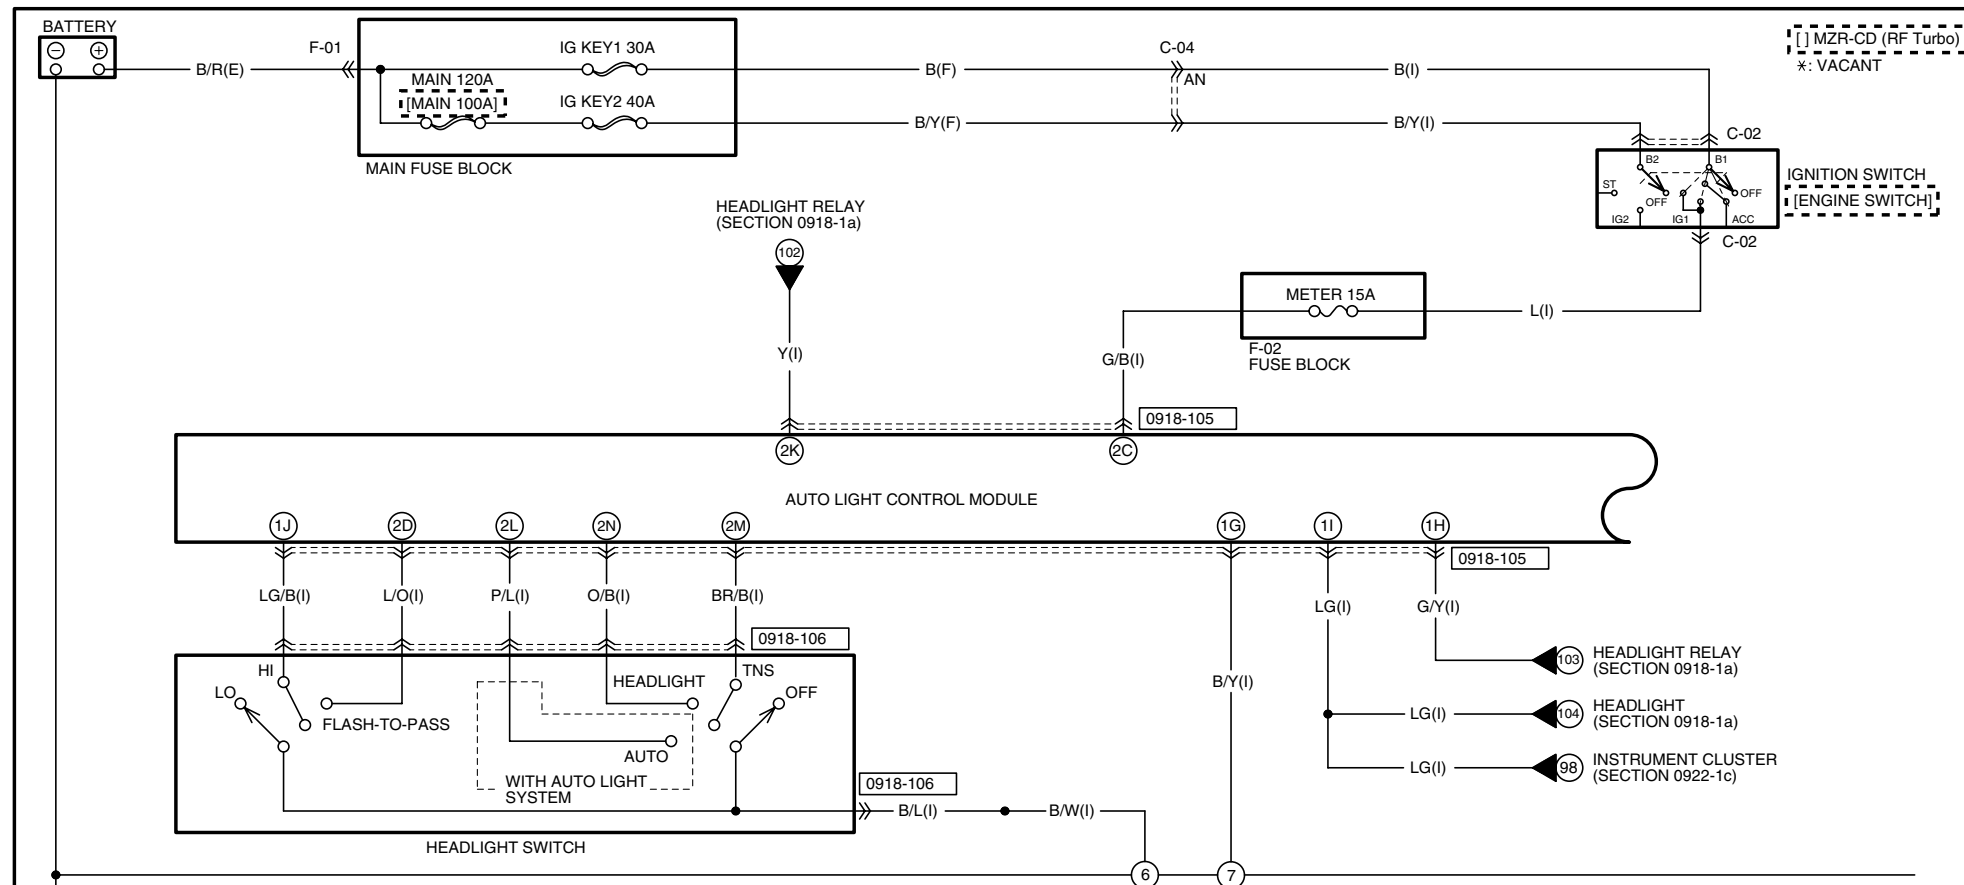 BATTERY
− +
B/R(E)
F-01
IG KEY1 30A
MAIN 120A
[MAIN 100A]
IG KEY2 40A
MAIN FUSE BLOCK
B(F)
C-04
AN
B(I)
B/Y(F)
B/Y(I)
[ ] MZR-CD (RF Turbo)
*: VACANT
C-02
B2
B1
ST
OFF
OFF
IG2
IG1
ACC
IGNITION SWITCH
[ENGINE SWITCH]
C-02
HEADLIGHT RELAY
(SECTION 0918-1a)
102
Y(I)
METER 15A
F-02
FUSE BLOCK
L(I)
G/B(I)
0918-105
2K
2C
AUTO LIGHT CONTROL MODULE
1J
2D
2L
2N
2M
1G
1I
1H
0918-105
LG/B(I)
L/O(I)
P/L(I)
O/B(I)
BR/B(I)
LG(I)
G/Y(I)
0918-106
HI
LO
FLASH-TO-PASS
HEADLIGHT
TNS
OFF
AUTO
WITH AUTO LIGHT
SYSTEM
HEADLIGHT SWITCH
0918-106
B/L(I)
B/W(I)
B/Y(I)
103
HEADLIGHT RELAY
(SECTION 0918-1a)
LG(I)
104
HEADLIGHT
(SECTION 0918-1a)
LG(I)
98
INSTRUMENT CLUSTER
(SECTION 0922-1c)
6
7